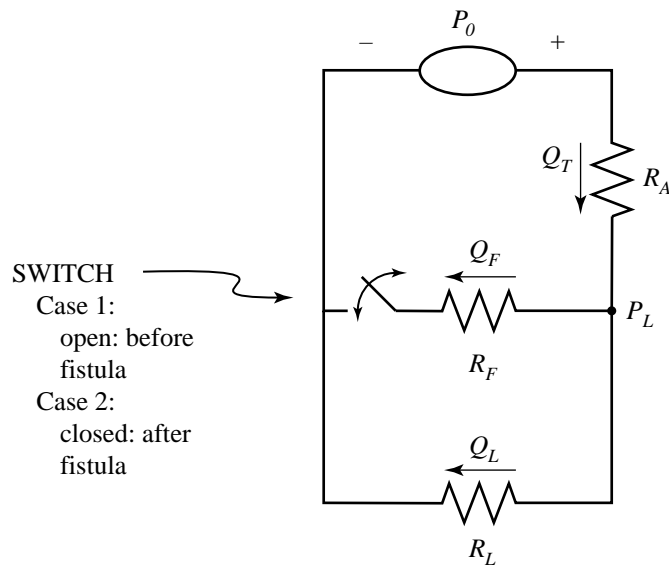 P0
– +
QT
RA
SWITCH
Case 1:
open: before
fistula
Case 2:
closed: after
fistula
QF
PL
RF
QL
RL